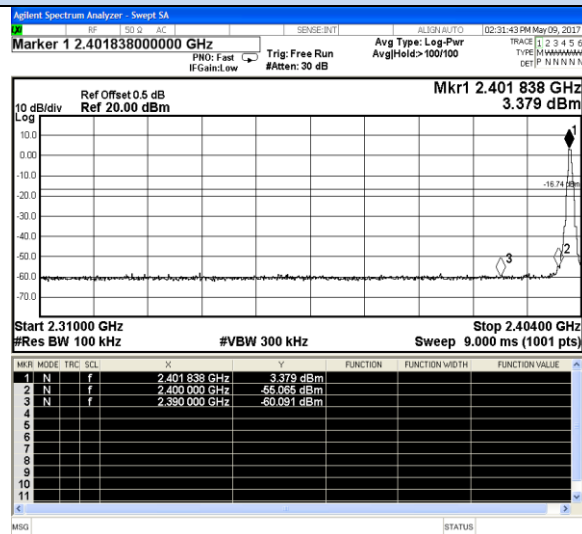 Agilent Spectrum Analyzer - Swept SA
LXI RF 50 Ω AC SENSE:INT ALIGN AUTO 02:31:43 PM May 09, 2017
Marker 1 2.401838000000 GHz
PNO: Fast
IFGain:Low
Trig: Free Run
#Atten: 30 dB
Avg Type: Log-Pwr
Avg|Hold:> 100/100
TRACE 1 2 3 4 5 6
TYPE M
DET P N N N N N
Ref Offset 0.5 dB
10 dB/div Ref 20.00 dBm
Log
Mkr1 2.401 838 GHz
3.379 dBm
1
10.0
0.00
-10.0
-16.74 dBm
-20.0
-30.0
-40.0
-50.0
3
2
-60.0
-70.0
Start 2.31000 GHz Stop 2.40400 GHz
#Res BW 100 kHz #VBW 300 kHz Sweep 9.000 ms (1001 pts)
MKR MODE TRC SCL X Y FUNCTION FUNCTION WIDTH FUNCTION VALUE
1 N f 2.401 838 GHz 3.379 dBm
2 N f 2.400 000 GHz -55.065 dBm
3 N f 2.390 000 GHz -60.091 dBm
4
5
6
7
8
9
10
11
MSG STATUS